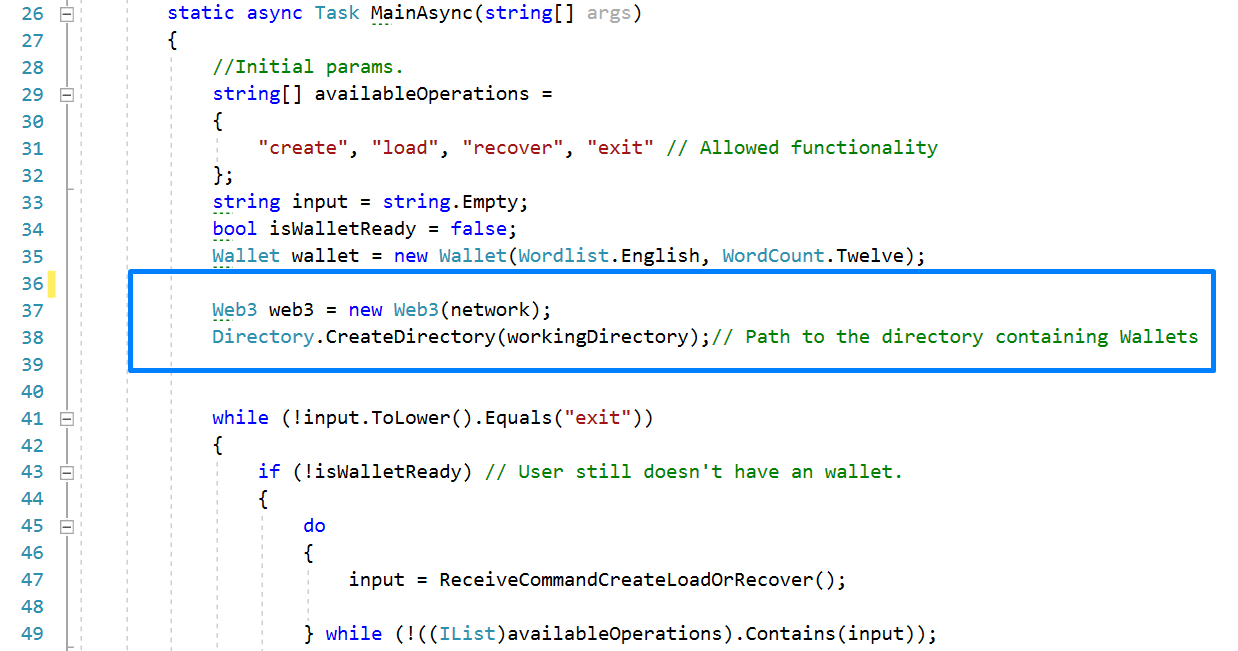 26 static async Task MainAsync(string[] args)
27 {
28 //Initial params.
29 string[] availableOperations =
30 {
31 "create", "load", "recover", "exit" // Allowed functionality
32 };
33 string input = string.Empty;
34 bool isWalletReady = false;
35 Wallet wallet = new Wallet(Wordlist.English, WordCount.Twelve);
36
37 Web3 web3 = new Web3(network);
38 Directory.CreateDirectory(workingDirectory);// Path to the directory containing Wallets
39
40
41 while (!input.ToLower().Equals("exit"))
42 {
43 if (!isWalletReady) // User still doesn't have an wallet.
44 {
45 do
46 {
47 input = ReceiveCommandCreateLoadOrRecover();
48
49 } while (!((IList)availableOperations).Contains(input));